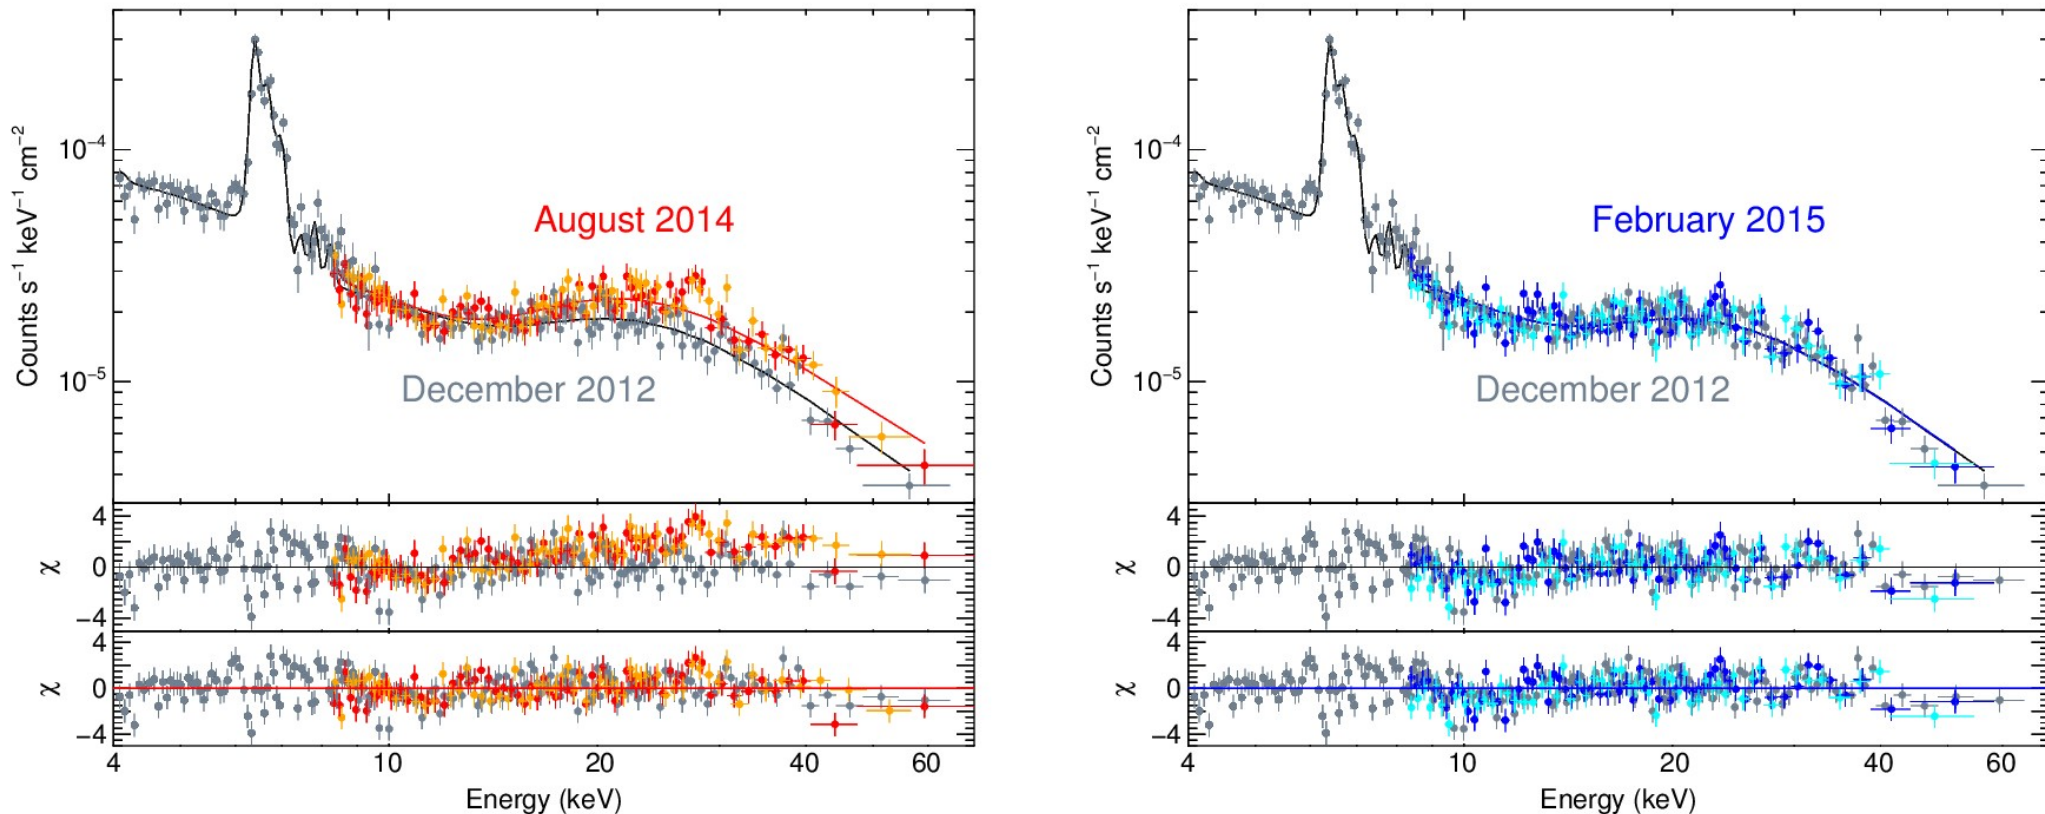 Counts s⁻¹ keV⁻¹ cm⁻²
10⁻⁴
10⁻⁵
August 2014
December 2012
χ
4
0
−4
χ
4
0
−4
4
10
20
40
60
Energy (keV)
Counts s⁻¹ keV⁻¹ cm⁻²
10⁻⁴
10⁻⁵
February 2015
December 2012
χ
4
0
−4
χ
4
0
−4
4
10
20
40
60
Energy (keV)